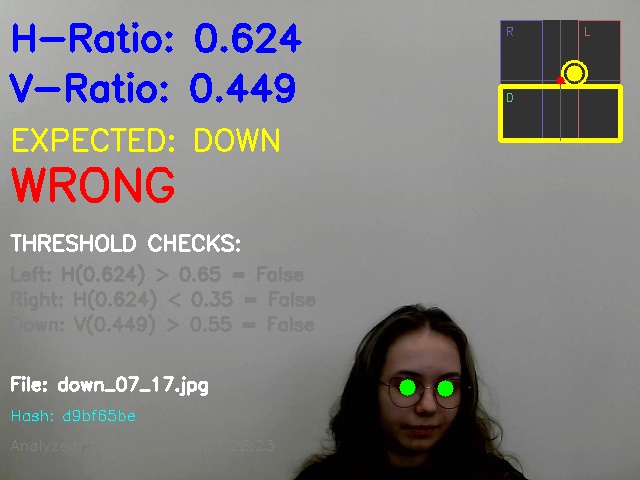 H-Ratio: 0.624
V-Ratio: 0.449
EXPECTED: DOWN
WRONG
THRESHOLD CHECKS:
Left: H(0.624) > 0.65 = False
Right: H(0.624) < 0.35 = False
Down: V(0.449) > 0.55 = False
File: down_07_17.jpg
Hash: d9bf65be
Analyzed:
R L
D